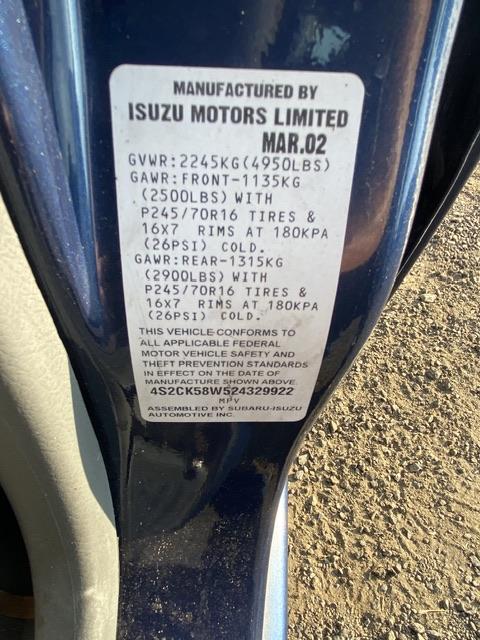 MANUFACTURED BY
ISUZU MOTORS LIMITED
MAR.02
GVWR:2245KG(4950LBS)
GAWR:FRONT-1135KG
(2500LBS) WITH
P245/70R16 TIRES &
16X7 RIMS AT 180KPA
(26PSI) COLD.
GAWR:REAR-1315KG
(2900LBS) WITH
P245/70R16 TIRES &
16X7 RIMS AT 180KPA
(26PSI) COLD.
THIS VEHICLE CONFORMS TO
ALL APPLICABLE FEDERAL
MOTOR VEHICLE SAFETY AND
THEFT PREVENTION STANDARDS
IN EFFECT ON THE DATE OF
MANUFACTURE SHOWN ABOVE.
4S2CK58W524329922
MPV
ASSEMBLED BY SUBARU-ISUZU
AUTOMOTIVE INC.